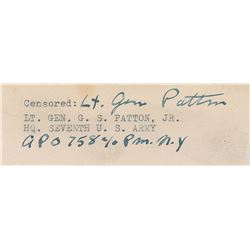 Censored: Lt. Gen Patton
LT. GEN. G. S. PATTON, JR.
HQ. SEVENTH U. S. ARMY
APO 758 c/o Pm. N.Y